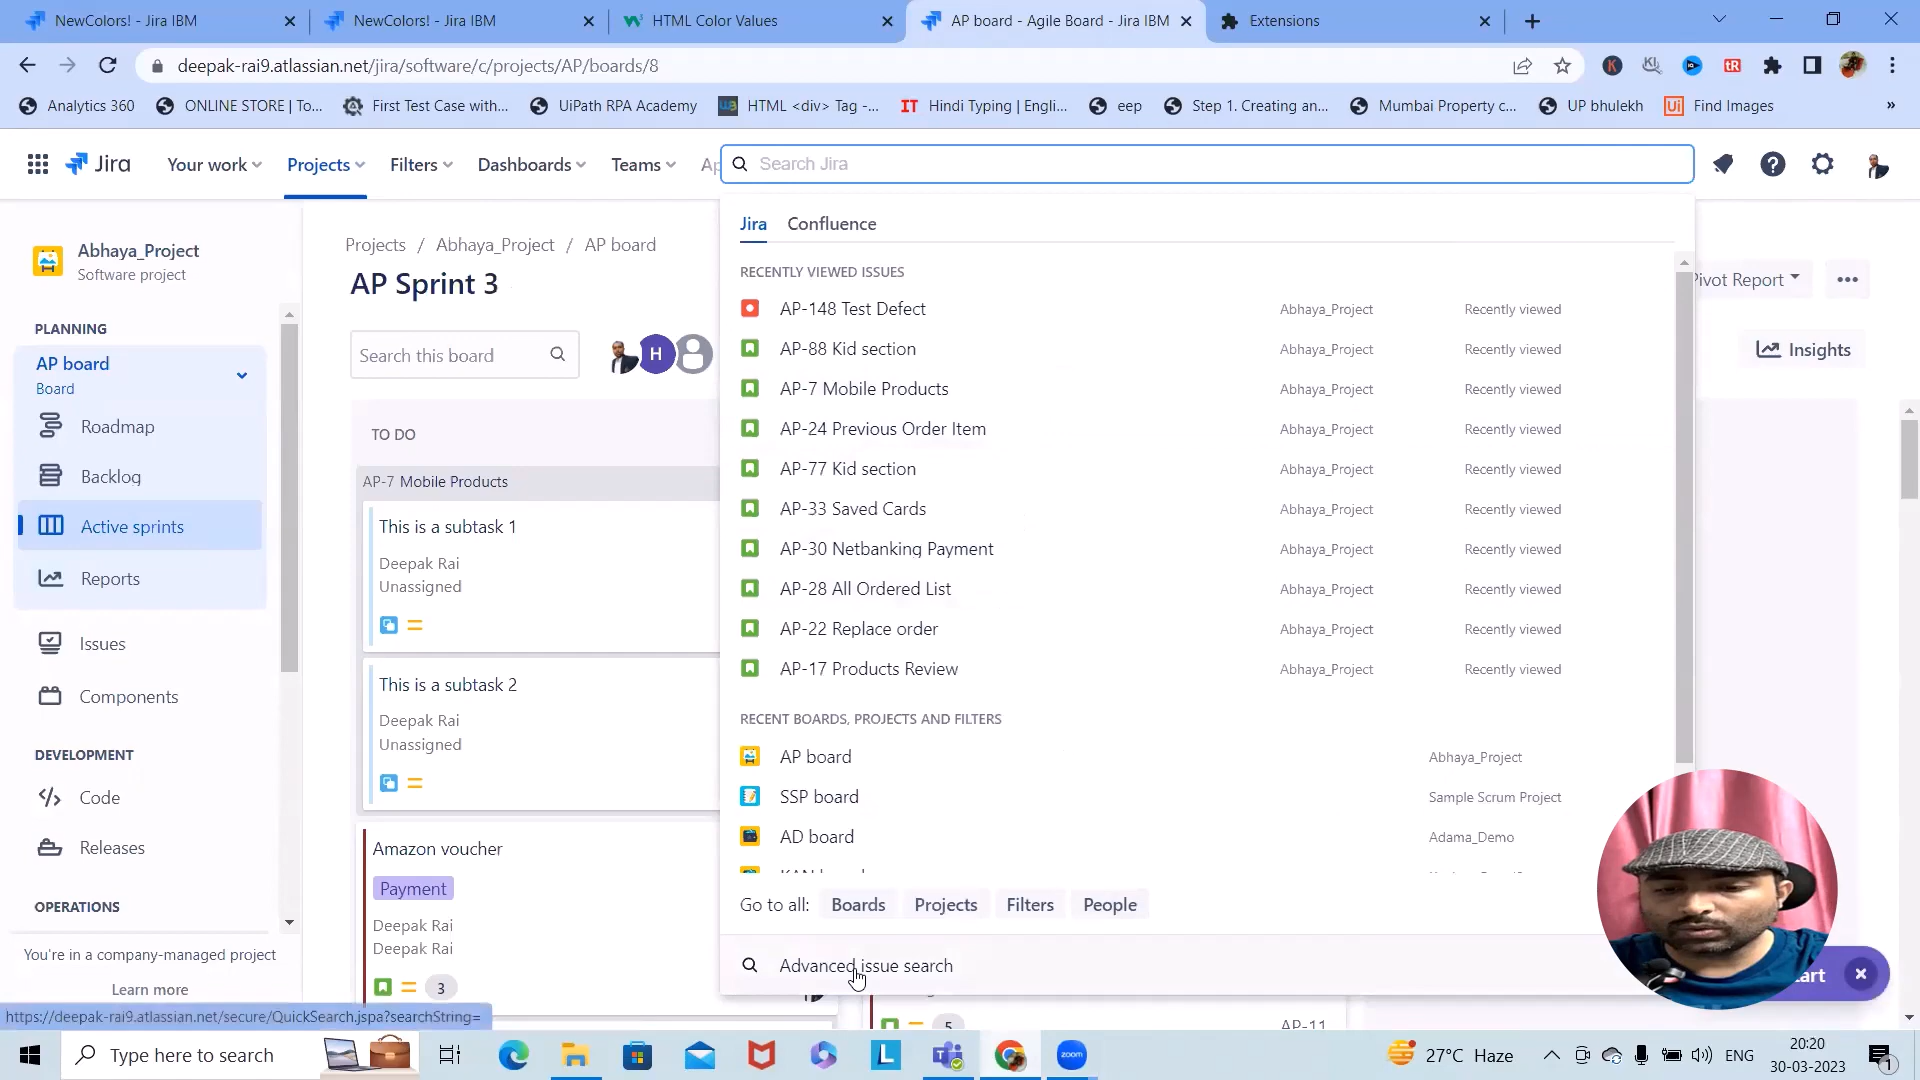 NewColors! - Jira IBM
NewColors! - Jira IBM
HTML Color Values
AP board - Agile Board - Jira IBM
Extensions
deepak-rai9.atlassian.net/jira/software/c/projects/AP/boards/8
Analytics 360
ONLINE STORE | To...
First Test Case with...
UiPath RPA Academy
HTML <div> Tag -...
Hindi Typing | Engli...
eep
Step 1. Creating an...
Mumbai Property c...
UP bhulekh
Find Images
Jira
Your work
Projects
Filters
Dashboards
Teams
Search Jira
Abhaya_Project
Software project
PLANNING
AP board
Board
Roadmap
Backlog
Active sprints
Reports
Issues
Components
DEVELOPMENT
Code
Releases
OPERATIONS
You're in a company-managed project
Learn more
Projects / Abhaya_Project / AP board
AP Sprint 3
Search this board
H
TO DO
AP-7 Mobile Products
This is a subtask 1
Deepak Rai
Unassigned
This is a subtask 2
Deepak Rai
Unassigned
Amazon voucher
Payment
Deepak Rai
Deepak Rai
3
Jira
Confluence
RECENTLY VIEWED ISSUES
AP-148 Test Defect Abhaya_Project Recently viewed
AP-88 Kid section Abhaya_Project Recently viewed
AP-7 Mobile Products Abhaya_Project Recently viewed
AP-24 Previous Order Item Abhaya_Project Recently viewed
AP-77 Kid section Abhaya_Project Recently viewed
AP-33 Saved Cards Abhaya_Project Recently viewed
AP-30 Netbanking Payment Abhaya_Project Recently viewed
AP-28 All Ordered List Abhaya_Project Recently viewed
AP-22 Replace order Abhaya_Project Recently viewed
AP-17 Products Review Abhaya_Project Recently viewed
RECENT BOARDS, PROJECTS AND FILTERS
AP board Abhaya_Project
SSP board Sample Scrum Project
AD board Adama_Demo
Go to all: Boards Projects Filters People
Advanced issue search
Pivot Report
Insights
5
AP-11
https://deepak-rai9.atlassian.net/secure/QuickSearch.jspa?searchString=
Type here to search
zoom
27°C Haze
ENG
20:20
30-03-2023
1